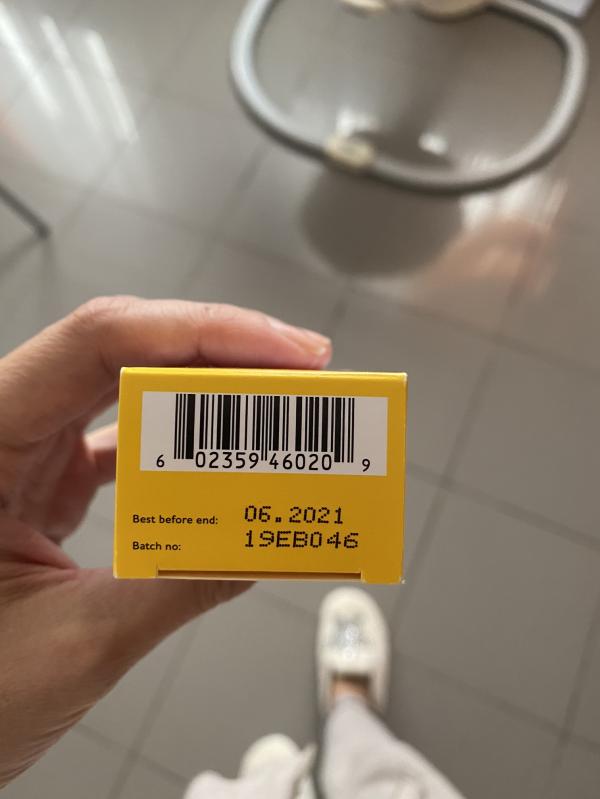 6 02359 46020 9
Best before end: 06.2021
Batch no: 19EB046